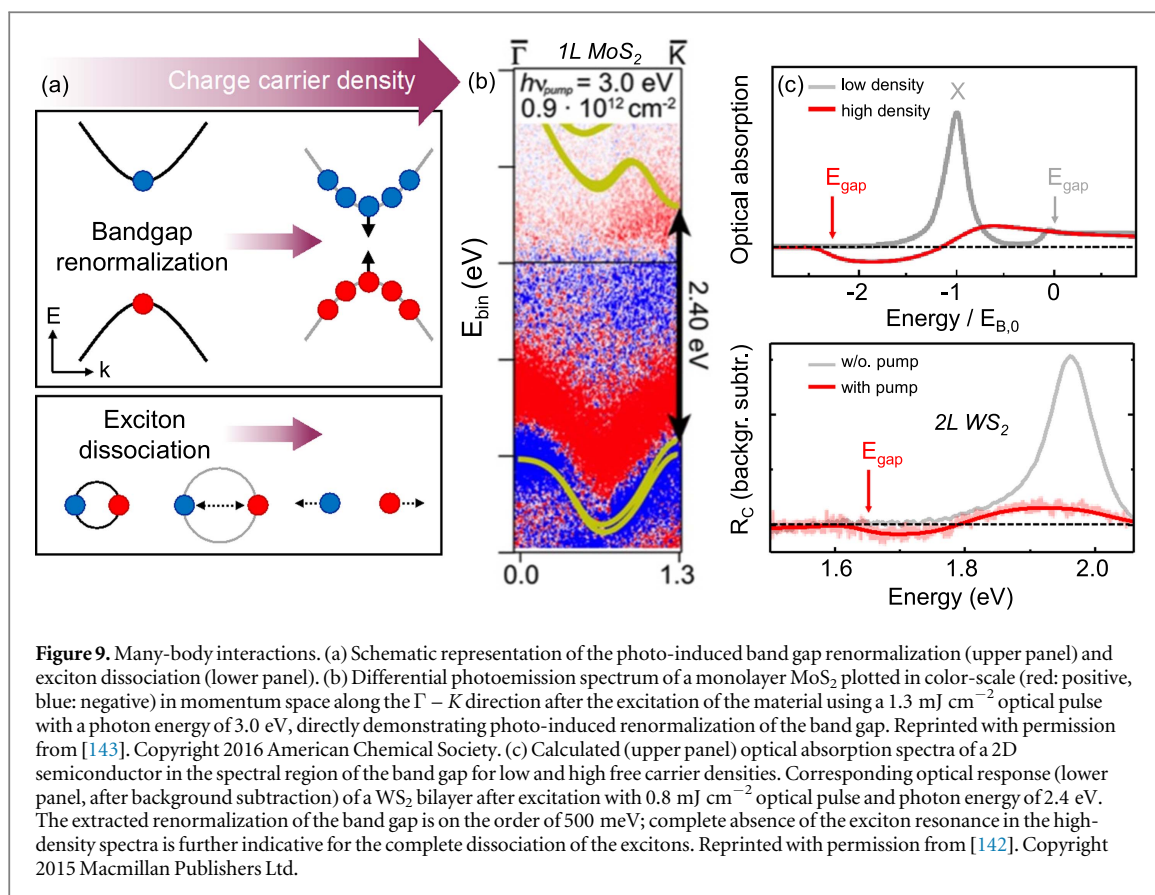 (a)
Charge carrier density
Bandgap
renormalization
E
k
Exciton
dissociation
(b)
Γ̅ 1L MoS₂ K̅
hνpump = 3.0 eV
0.9 · 10¹² cm⁻²
E_bin (eV)
2.40 eV
0.0 1.3
(c)
low density
high density
X
E_gap
E_gap
Optical absorption
-2 -1 0
Energy / E_B,0
w/o. pump
with pump
2L WS₂
E_gap
R_C (backgr. subtr.)
1.6 1.8 2.0
Energy (eV)
Figure 9. Many-body interactions. (a) Schematic representation of the photo-induced band gap renormalization (upper panel) and
exciton dissociation (lower panel). (b) Differential photoemission spectrum of a monolayer MoS₂ plotted in color-scale (red: positive,
blue: negative) in momentum space along the Γ − K direction after the excitation of the material using a 1.3 mJ cm⁻² optical pulse
with a photon energy of 3.0 eV, directly demonstrating photo-induced renormalization of the band gap. Reprinted with permission
from [143]. Copyright 2016 American Chemical Society. (c) Calculated (upper panel) optical absorption spectra of a 2D
semiconductor in the spectral region of the band gap for low and high free carrier densities. Corresponding optical response (lower
panel, after background subtraction) of a WS₂ bilayer after excitation with 0.8 mJ cm⁻² optical pulse and photon energy of 2.4 eV.
The extracted renormalization of the band gap is on the order of 500 meV; complete absence of the exciton resonance in the high-
density spectra is further indicative for the complete dissociation of the excitons. Reprinted with permission from [142]. Copyright
2015 Macmillan Publishers Ltd.